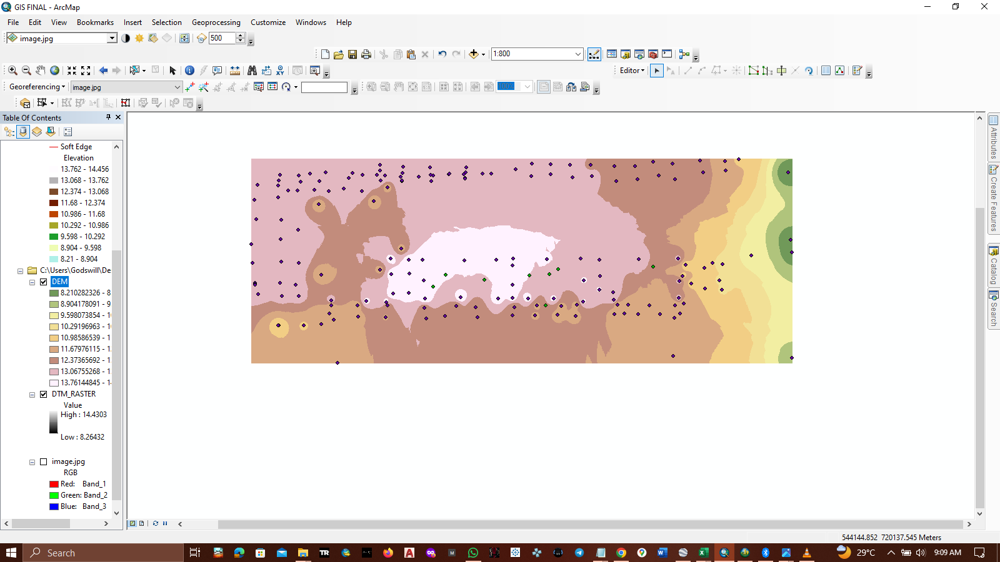 GIS FINAL - ArcMap
File Edit View Bookmarks Insert Selection Geoprocessing Customize Windows Help
image.jpg 500
1:800
Editor
Georeferencing image.jpg 100%
Table Of Contents
Soft Edge
Elevation
13.762 - 14.456
13.068 - 13.762
12.374 - 13.068
11.68 - 12.374
10.986 - 11.68
10.292 - 10.986
9.598 - 10.292
8.904 - 9.598
8.21 - 8.904
C:\Users\Godswill\De
DEM
8.210282326 - 8
8.904178091 - 9
9.598073854 - 1
10.29196963 - 1
10.98586539 - 1
11.67976115 - 1
12.37365692 - 1
13.06755268 - 1
13.76144845 - 1
DTM_RASTER
Value
High : 14.4303
Low : 8.26432
image.jpg
RGB
Red: Band_1
Green: Band_2
Blue: Band_3
Attributes
Create Features
Catalog
Search
544144.852 720137.545 Meters
Search
TR
29°C
9:09 AM